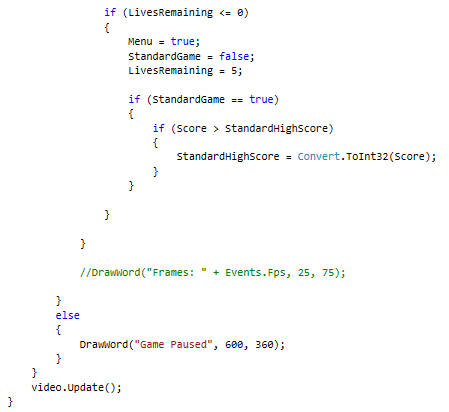 if (LivesRemaining <= 0)
{
Menu = true;
StandardGame = false;
LivesRemaining = 5;
if (StandardGame == true)
{
if (Score > StandardHighScore)
{
StandardHighScore = Convert.ToInt32(Score);
}
}
}
}
//DrawWord("Frames: " + Events.Fps, 25, 75);
}
else
{
DrawWord("Game Paused", 600, 360);
}
}
video.Update();
}